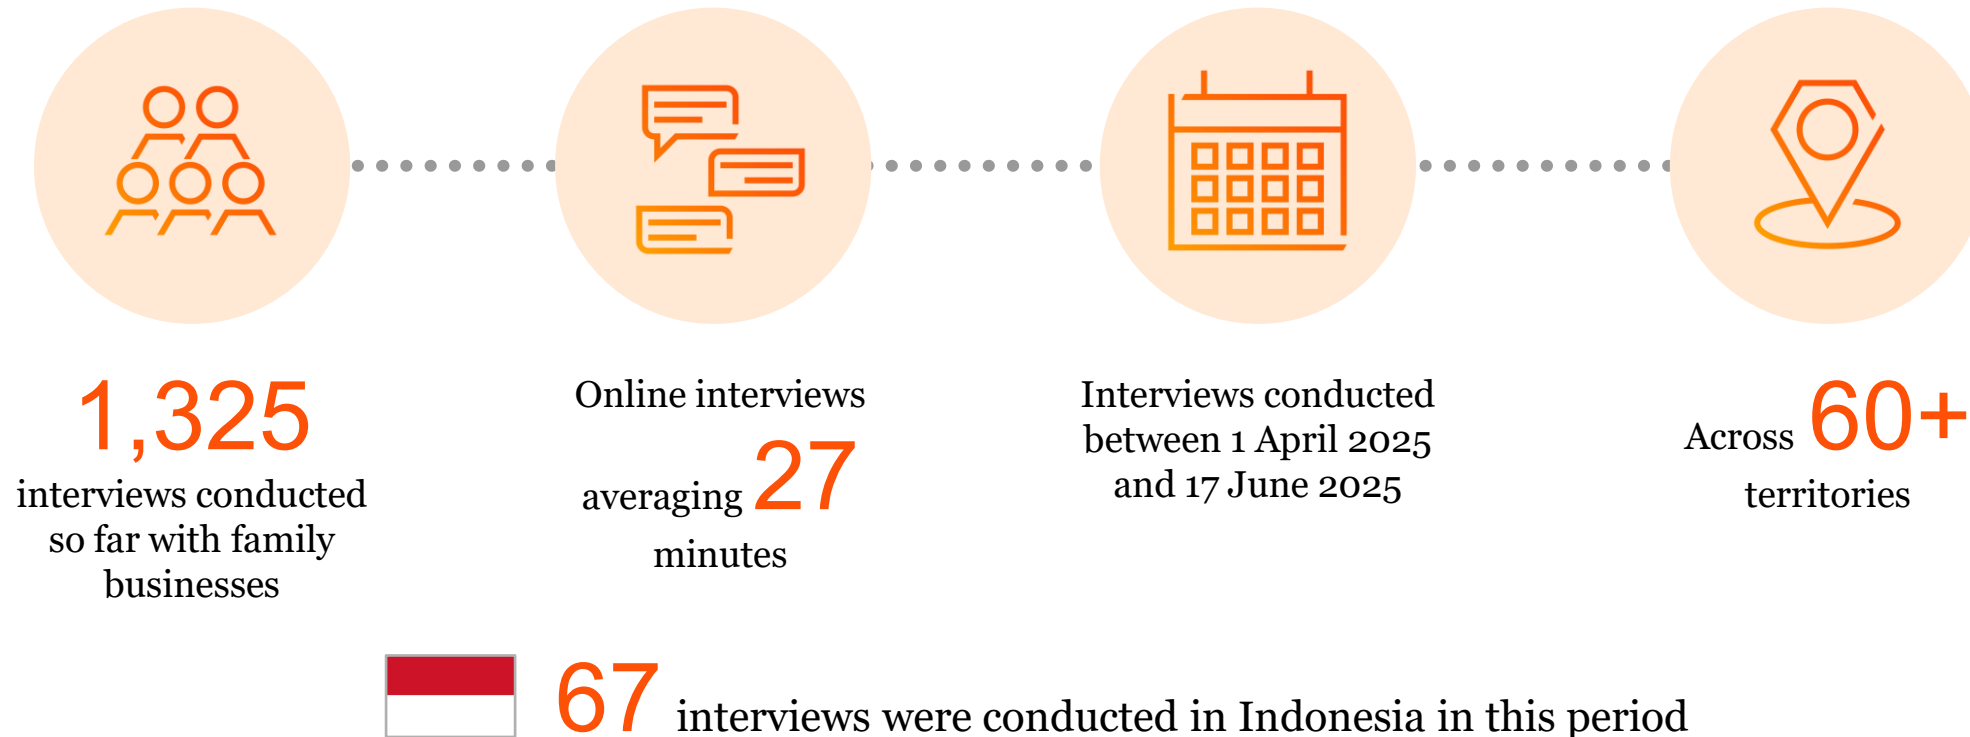 1,325
interviews conducted
so far with family
businesses
Online interviews
averaging 27
minutes
Interviews conducted
between 1 April 2025
and 17 June 2025
Across 60+
territories
67 interviews were conducted in Indonesia in this period